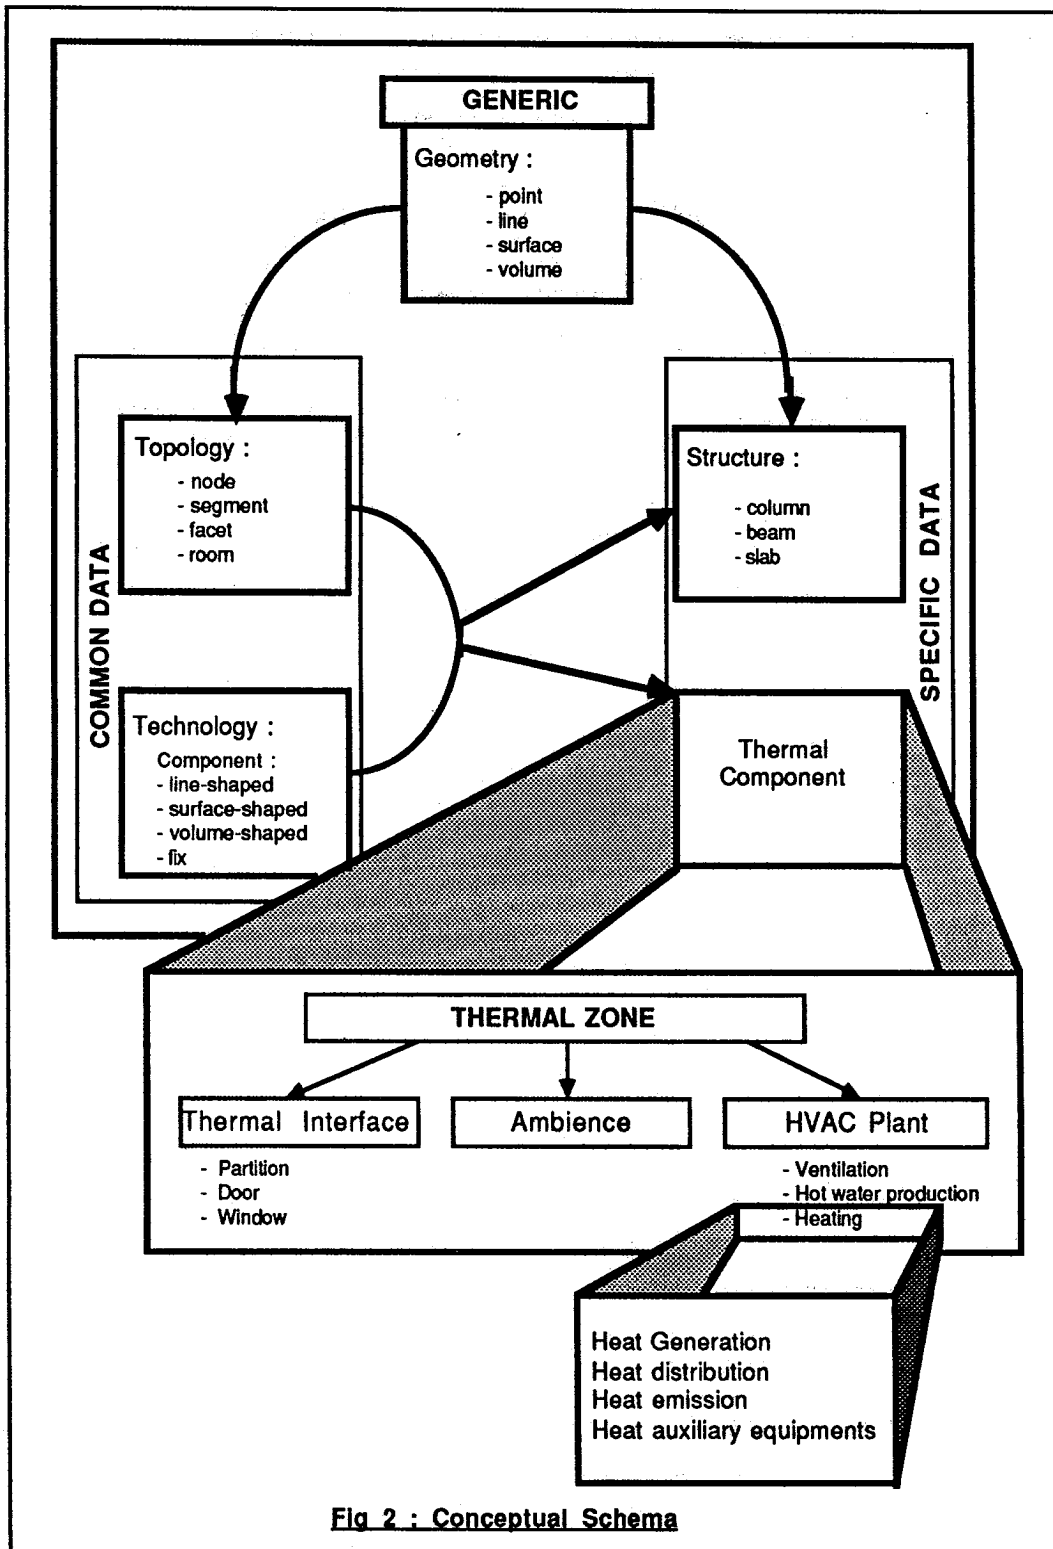 GENERIC
Geometry :
- point
- line
- surface
- volume
Topology :
- node
- segment
- facet
- room
COMMON DATA
Technology :
Component :
- line-shaped
- surface-shaped
- volume-shaped
- fix
Structure :
- column
- beam
- slab
SPECIFIC DATA
Thermal
Component
THERMAL ZONE
Thermal Interface
- Partition
- Door
- Window
Ambience
HVAC Plant
- Ventilation
- Hot water production
- Heating
Heat Generation
Heat distribution
Heat emission
Heat auxiliary equipments
Fig 2 : Conceptual Schema